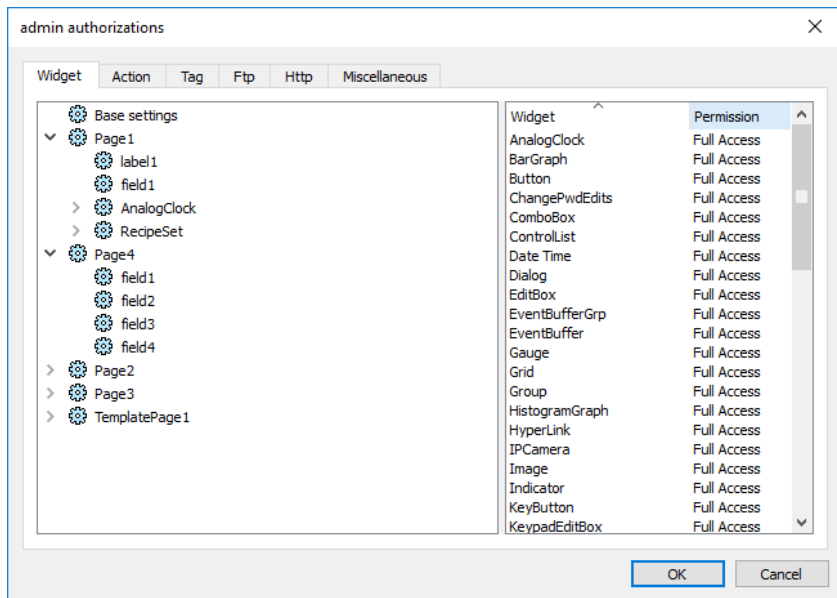 admin authorizations
Widget Action Tag Ftp Http Miscellaneous
Base settings
Page1
label1
field1
AnalogClock
RecipeSet
Page4
field1
field2
field3
field4
Page2
Page3
TemplatePage1
Widget Permission
AnalogClock Full Access
BarGraph Full Access
Button Full Access
ChangePwdEdits Full Access
ComboBox Full Access
ControlList Full Access
Date Time Full Access
Dialog Full Access
EditBox Full Access
EventBufferGrp Full Access
EventBuffer Full Access
Gauge Full Access
Grid Full Access
Group Full Access
HistogramGraph Full Access
HyperLink Full Access
IPCamera Full Access
Image Full Access
Indicator Full Access
KeyButton Full Access
KeypadEditBox Full Access
OK Cancel